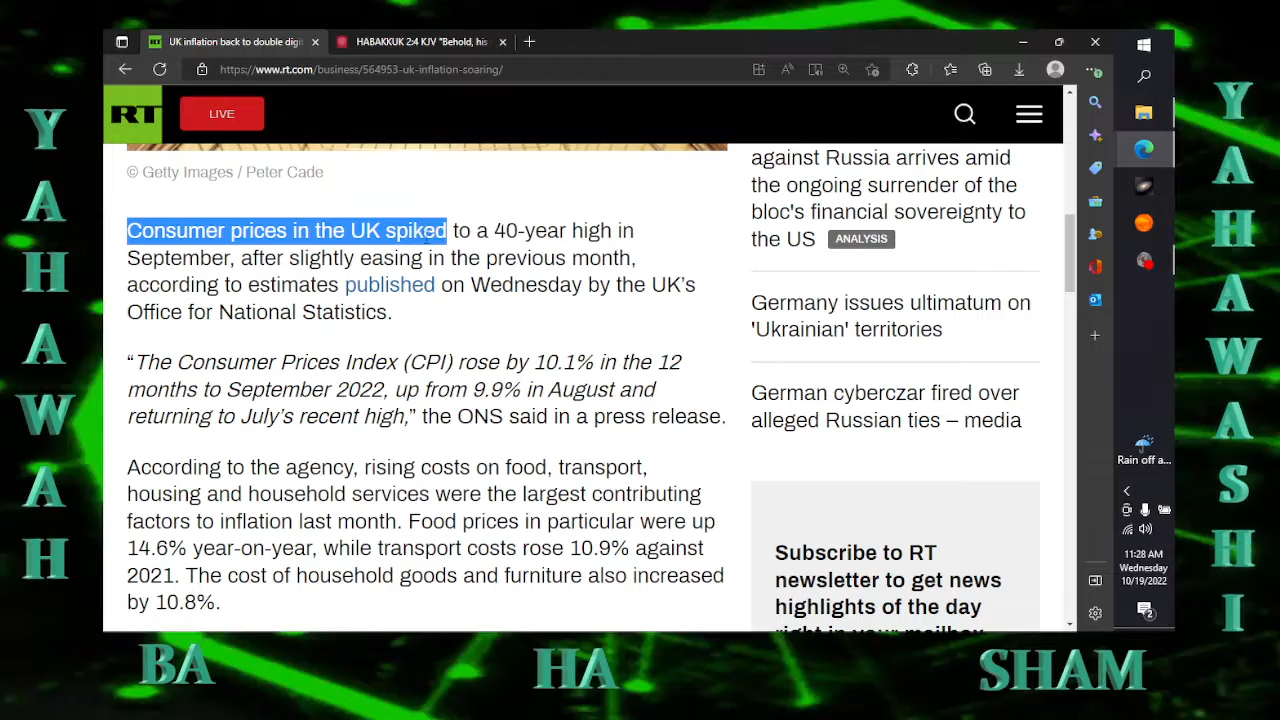 YAHAWAH
UK inflation back to double digi
HABAKKUK 2:4 KJV "Behold, his
https://www.rt.com/business/564953-uk-inflation-soaring/
RT
LIVE
© Getty Images / Peter Cade
Consumer prices in the UK spiked to a 40-year high in
September, after slightly easing in the previous month,
according to estimates published on Wednesday by the UK's
Office for National Statistics.
“The Consumer Prices Index (CPI) rose by 10.1% in the 12
months to September 2022, up from 9.9% in August and
returning to July’s recent high,” the ONS said in a press release.
According to the agency, rising costs on food, transport,
housing and household services were the largest contributing
factors to inflation last month. Food prices in particular were up
14.6% year-on-year, while transport costs rose 10.9% against
2021. The cost of household goods and furniture also increased
by 10.8%.
against Russia arrives amid
the ongoing surrender of the
bloc's financial sovereignty to
the US ANALYSIS
Germany issues ultimatum on
'Ukrainian' territories
German cyberczar fired over
alleged Russian ties – media
Subscribe to RT
newsletter to get news
highlights of the day
right in your mailbox
Rain off a...
11:28 AM
Wednesday
10/19/2022
2
YAHAWASHI
BA HA SHAM